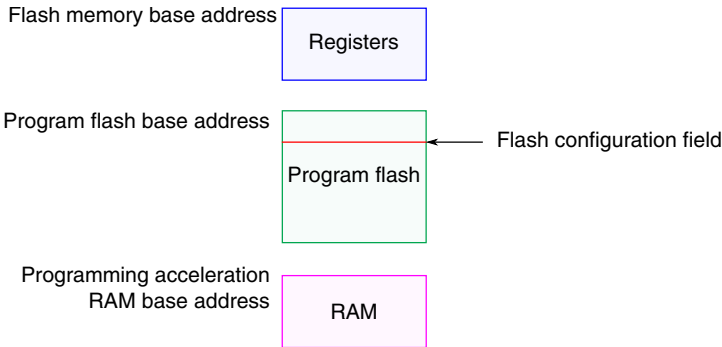 Flash memory base address
Registers
Program flash base address
Flash configuration field
Program flash
Programming acceleration
RAM base address
RAM